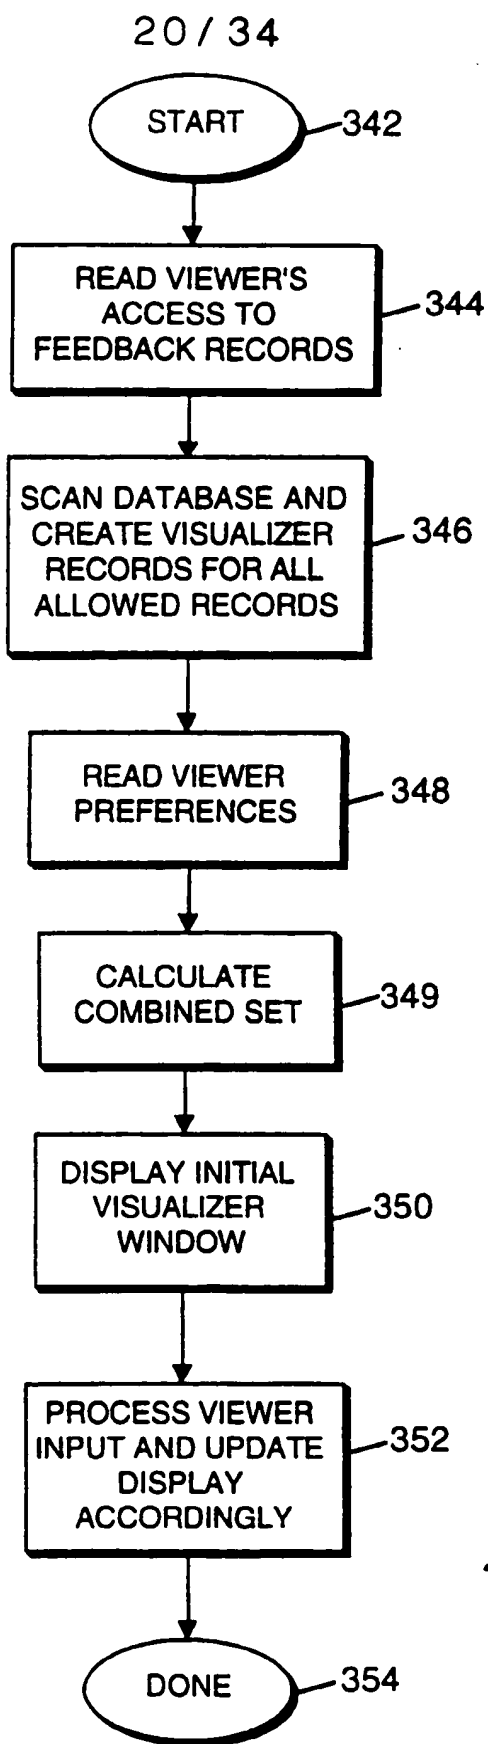 20 / 34
START
342
READ VIEWER'S
ACCESS TO
FEEDBACK RECORDS
344
SCAN DATABASE AND
CREATE VISUALIZER
RECORDS FOR ALL
ALLOWED RECORDS
346
READ VIEWER
PREFERENCES
348
CALCULATE
COMBINED SET
349
DISPLAY INITIAL
VISUALIZER
WINDOW
350
PROCESS VIEWER
INPUT AND UPDATE
DISPLAY
ACCORDINGLY
352
DONE
354